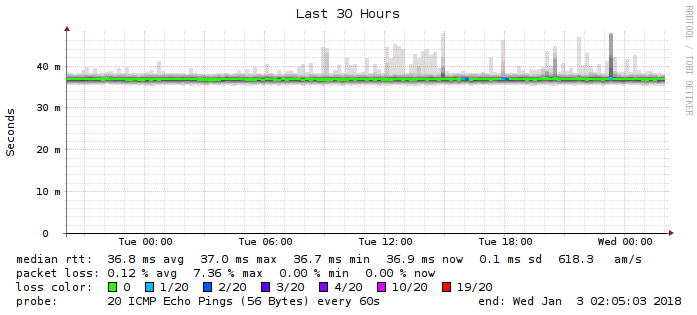 Last 30 Hours
RRDTOOL / TOBI OETIKER
Seconds
40 m
30 m
20 m
10 m
0
Tue 00:00 Tue 06:00 Tue 12:00 Tue 18:00 Wed 00:00
median rtt: 36.8 ms avg 37.0 ms max 36.7 ms min 36.9 ms now 0.1 ms sd 618.3 am/s
packet loss: 0.12 % avg 7.36 % max 0.00 % min 0.00 % now
loss color: 0 1/20 2/20 3/20 4/20 10/20 19/20
probe: 20 ICMP Echo Pings (56 Bytes) every 60s end: Wed Jan 3 02:05:03 2018